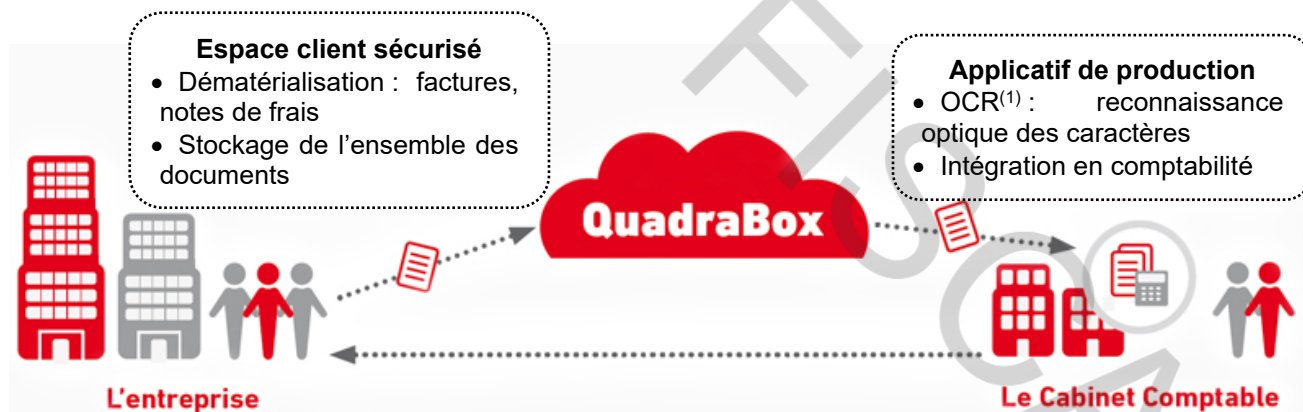 Espace client sécurisé
• Dématérialisation : factures,
notes de frais
• Stockage de l'ensemble des
documents
Applicatif de production
• OCR(1) : reconnaissance
optique des caractères
• Intégration en comptabilité
QuadraBox
L'entreprise
Le Cabinet Comptable